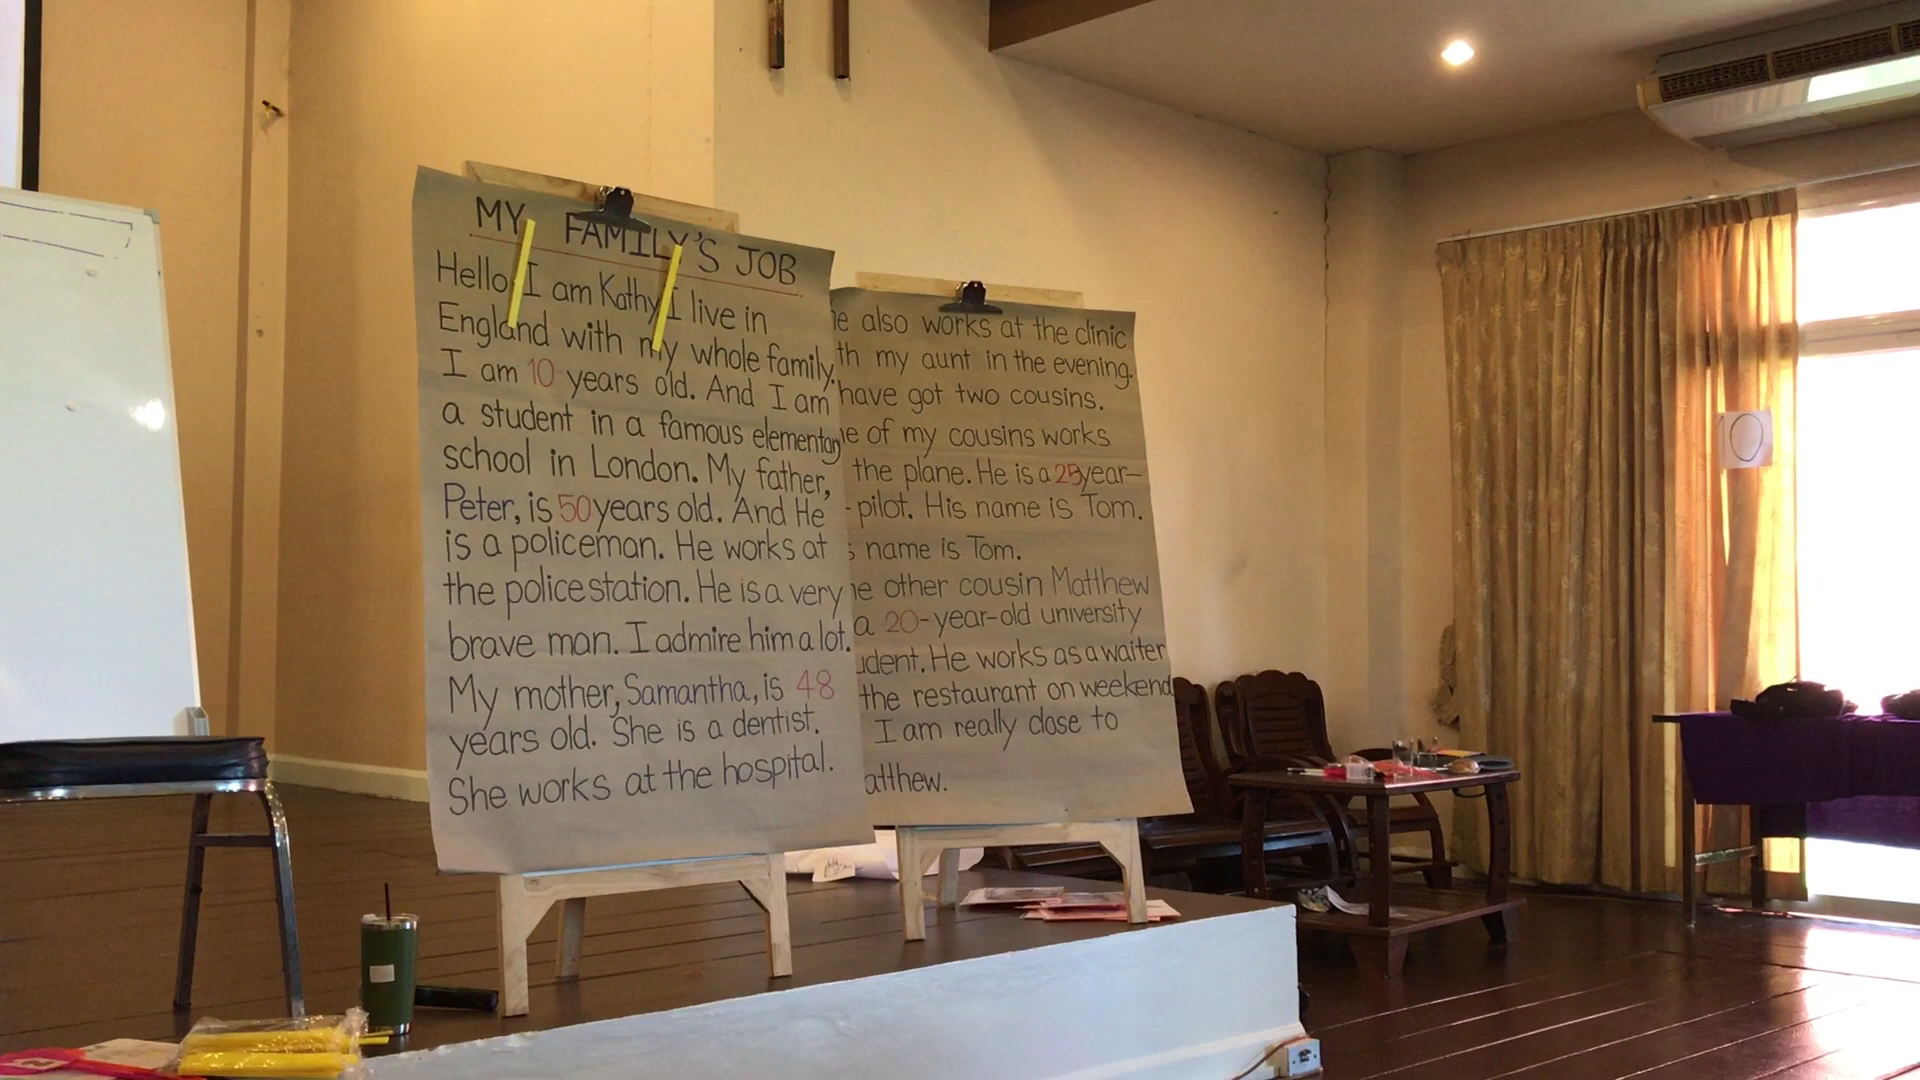 MY FAMILY'S JOB
Hello I am Kathy I live in
England with my whole family.
I am 10 years old. And I am
a student in a famous elementary
school in London. My father,
Peter, is 50 years old. And He
is a policeman. He works at
the police station. He is a very
brave man. I admire him a lot.
My mother, Samantha, is 48
years old. She is a dentist.
She works at the hospital.
also works at the clinic
my aunt in the evening.
have got two cousins.
of my cousins works
the plane. He is a 25 year-
- pilot. His name is Tom.
name is Tom.
other cousin Matthew
a 20-year-old university
He works as a waiter
the restaurant on weekend
I am really close to
atthew.